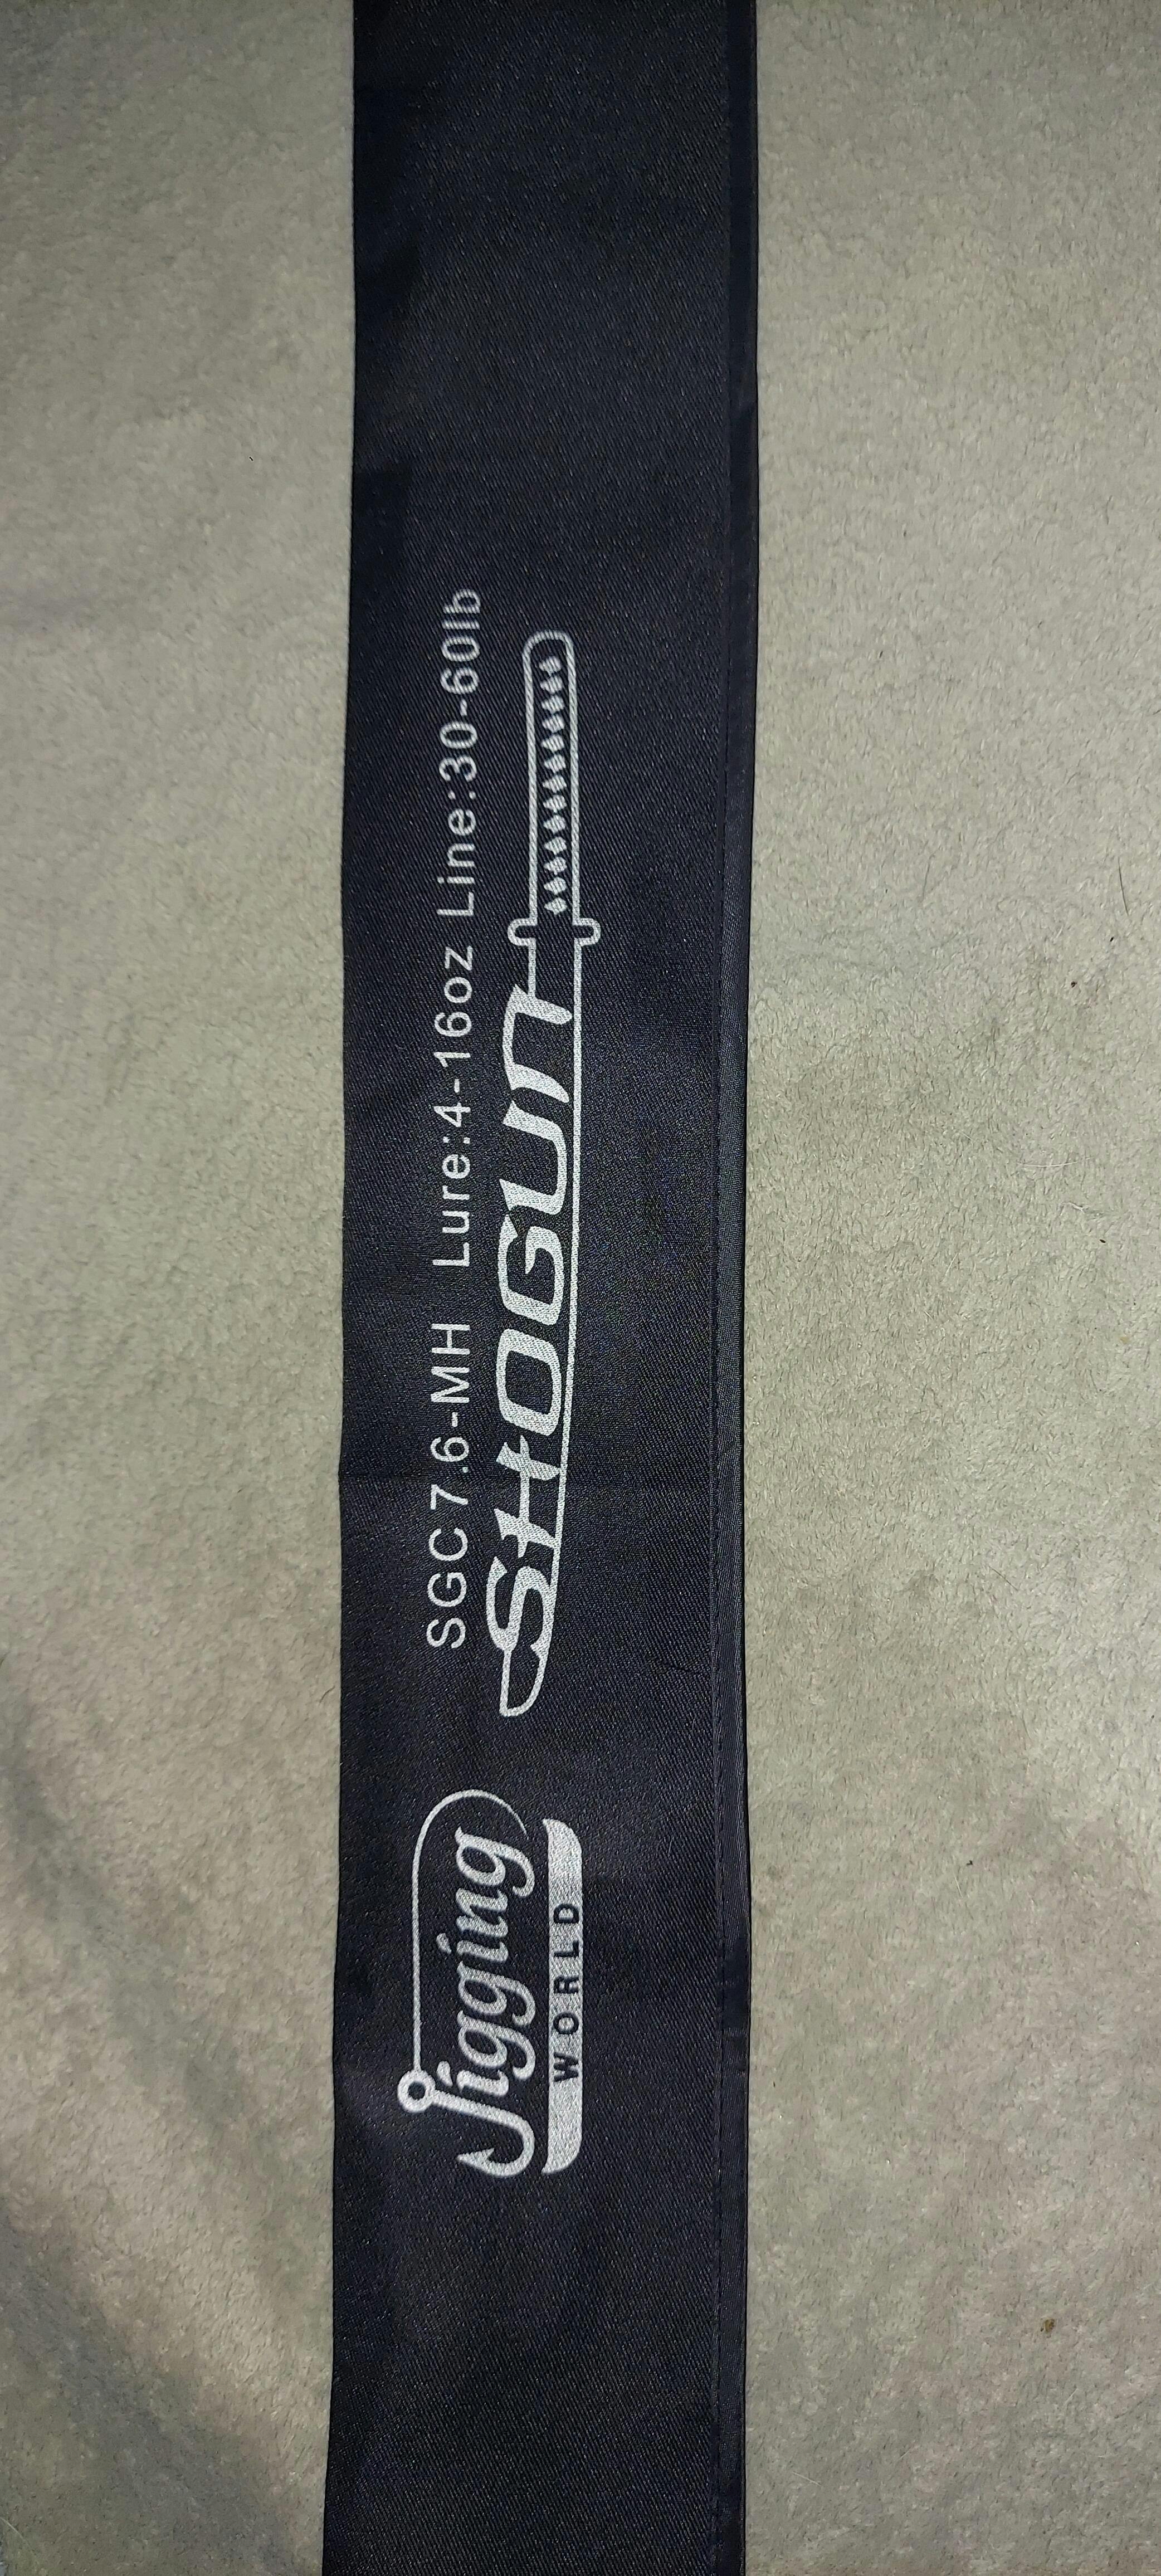 Jigging
WORLD
SGC7.6-MH Lure:4-16oz Line:30-60lb
SHOGUN